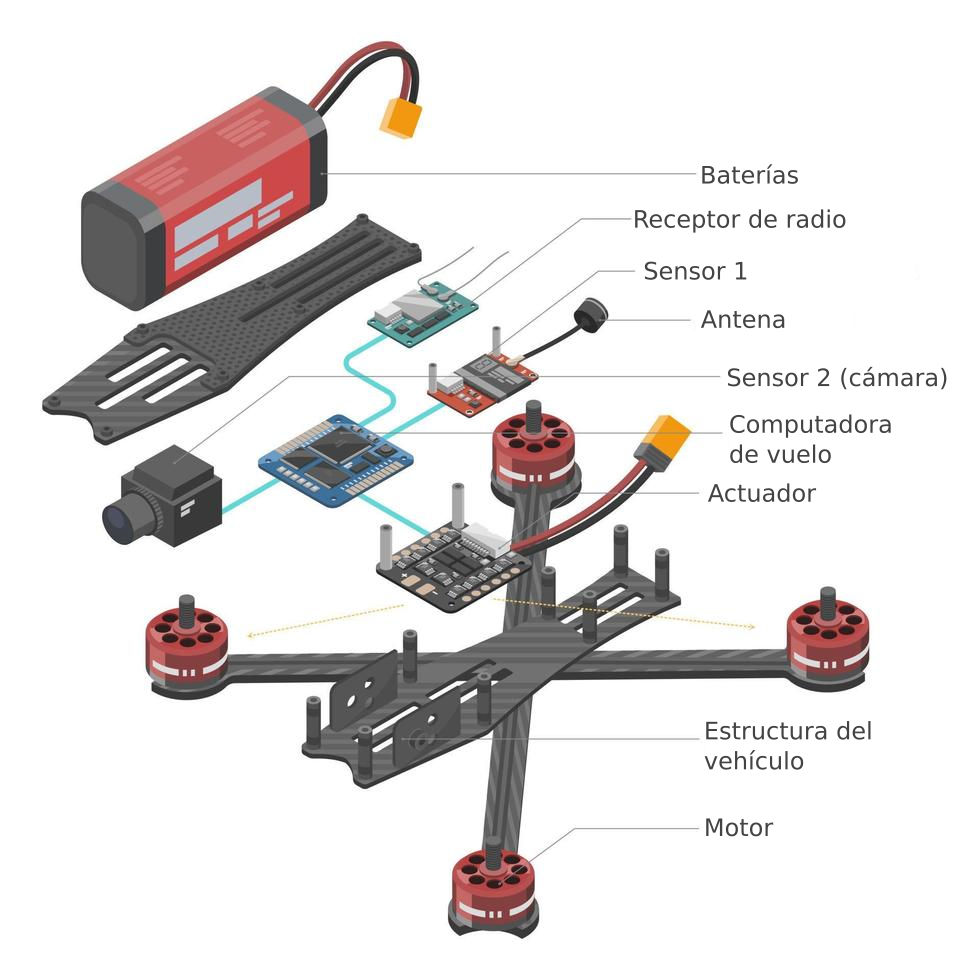 Baterías
Receptor de radio
Sensor 1
Antena
Sensor 2 (cámara)
Computadora
de vuelo
Actuador
Estructura del
vehículo
Motor